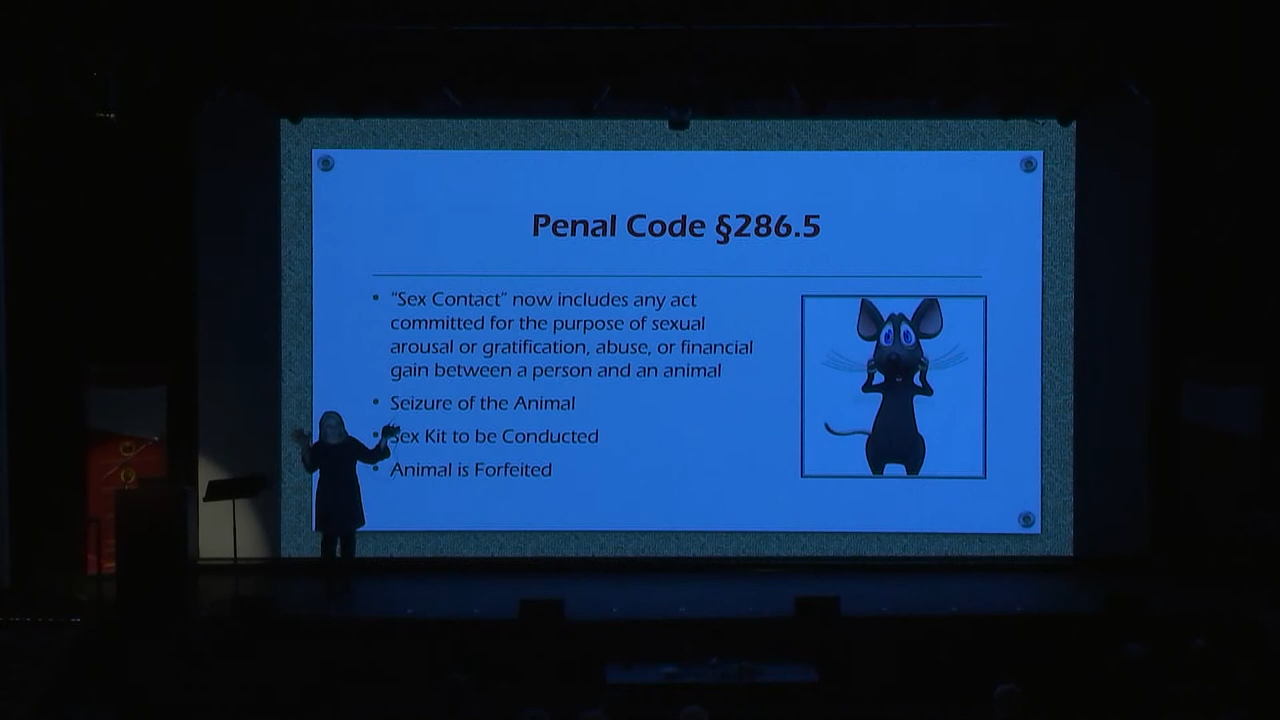 Penal Code §286.5
• "Sex Contact" now includes any act
committed for the purpose of sexual
arousal or gratification, abuse, or financial
gain between a person and an animal
• Seizure of the Animal
• Sex Kit to be Conducted
• Animal is Forfeited